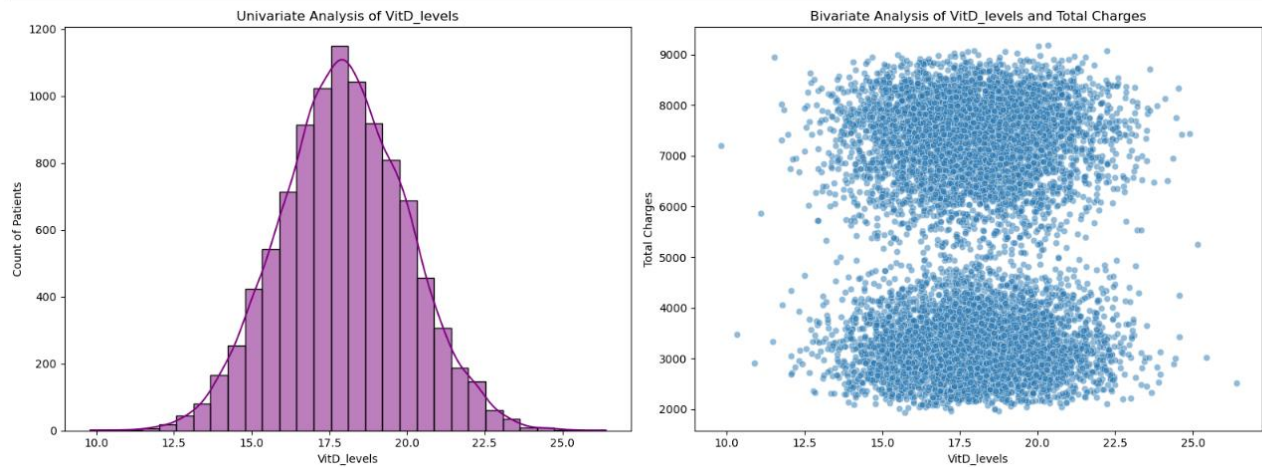 Univariate Analysis of VitD_levels
1200
1000
800
600
400
200
0
Count of Patients
10.0 12.5 15.0 17.5 20.0 22.5 25.0
VitD_levels
Bivariate Analysis of VitD_levels and Total Charges
9000
8000
7000
6000
5000
4000
3000
2000
Total Charges
10.0 12.5 15.0 17.5 20.0 22.5 25.0
VitD_levels